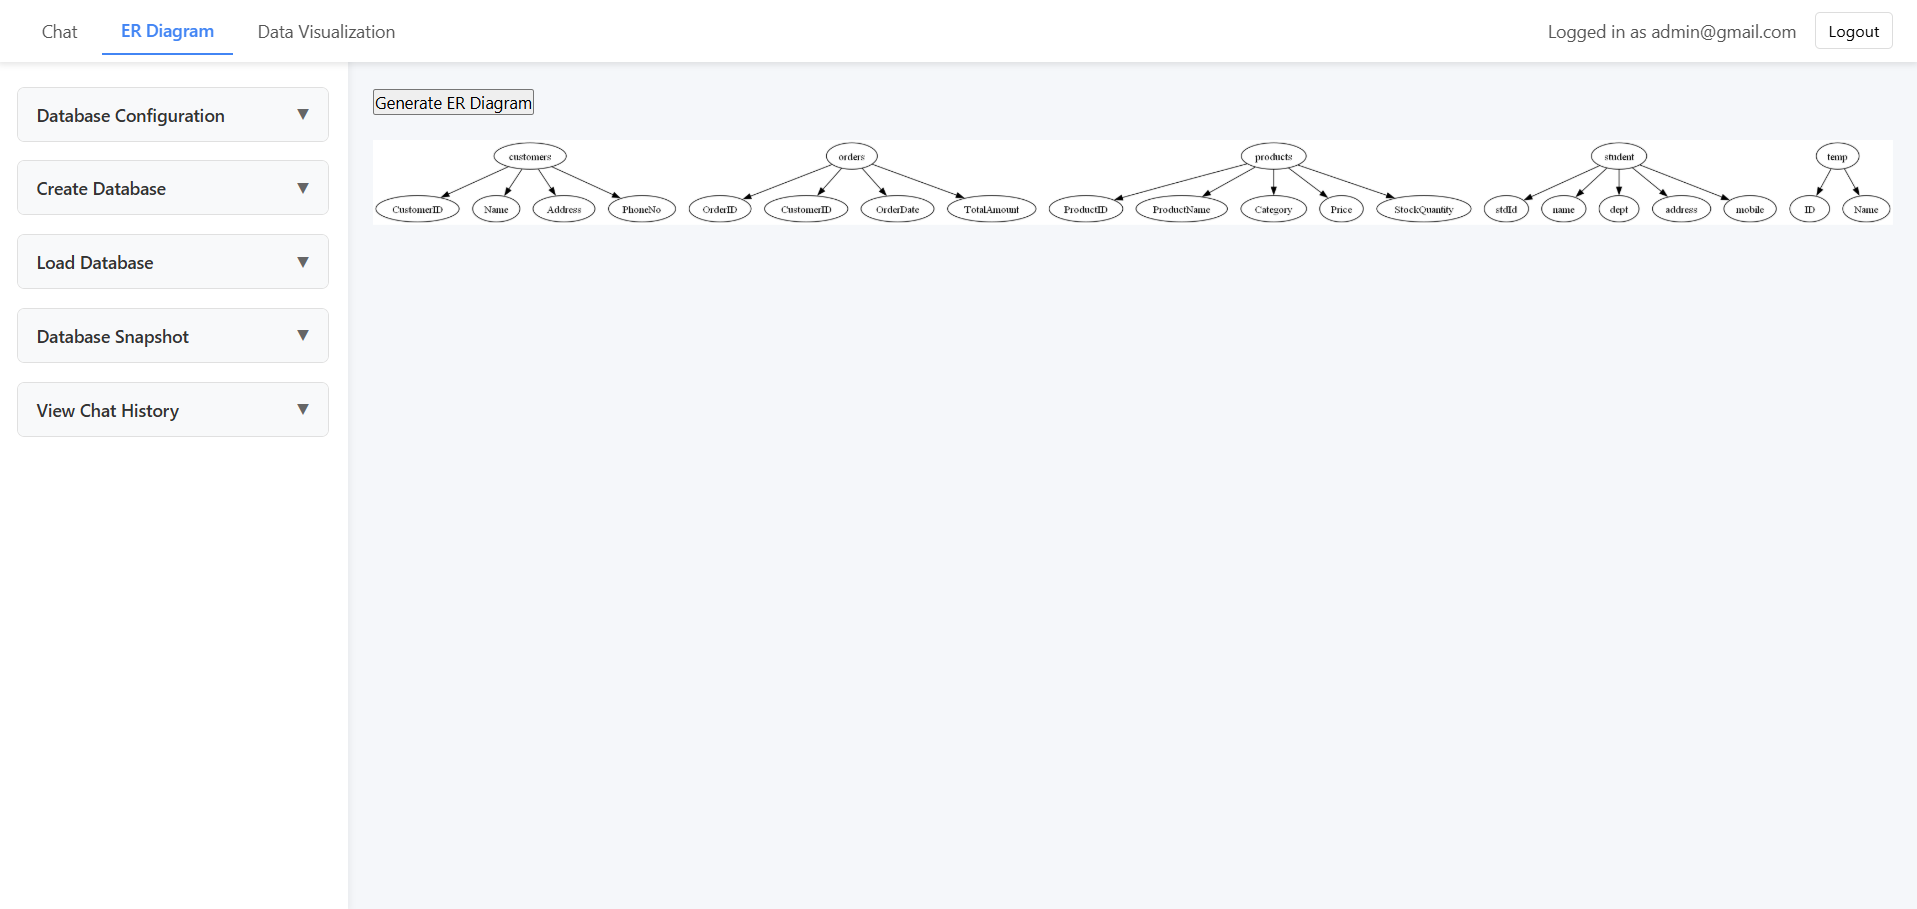 Chat ER Diagram Data Visualization Logged in as admin@gmail.com Logout
Database Configuration ▼
Create Database ▼
Load Database ▼
Database Snapshot ▼
View Chat History ▼
Generate ER Diagram
customers orders products student temp
CustomerID Name Address PhoneNo OrderID CustomerID OrderDate TotalAmount ProductID ProductName Category Price StockQuantity stdId name dept address mobile ID Name